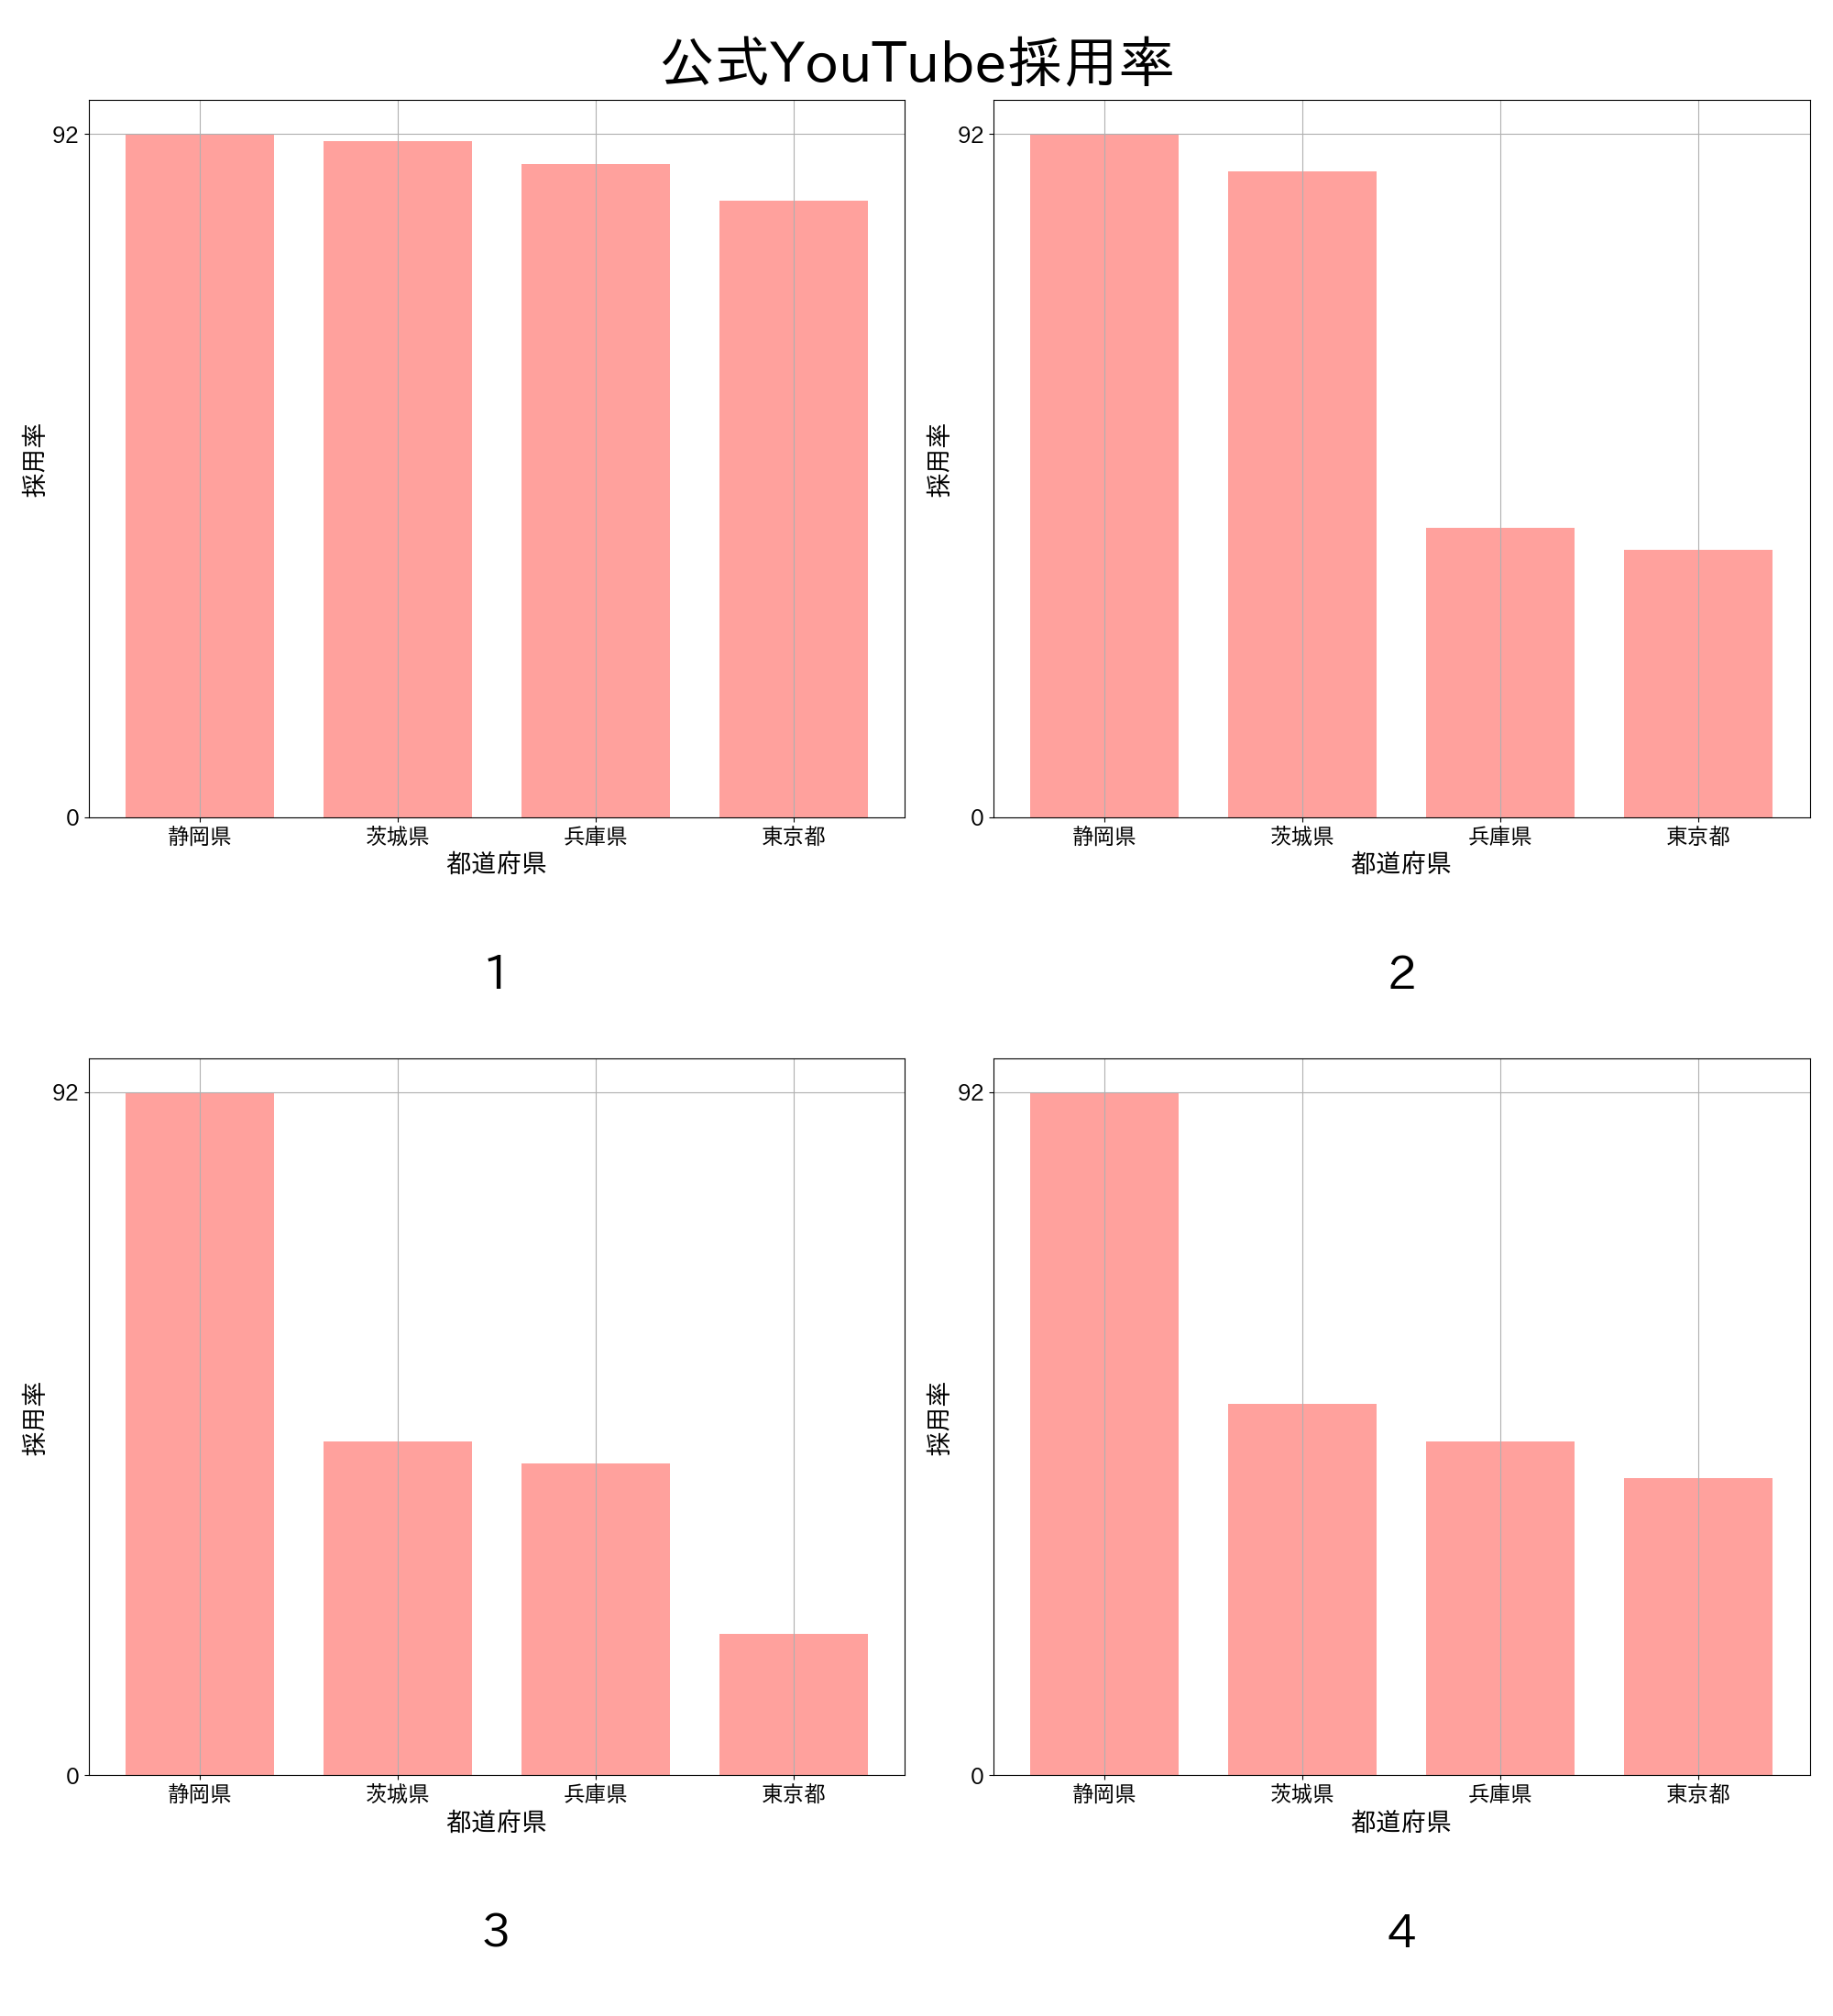 公式YouTube採用率
92
採用率
0
静岡県 茨城県 兵庫県 東京都
都道府県
1
92
採用率
0
静岡県 茨城県 兵庫県 東京都
都道府県
2
92
採用率
0
静岡県 茨城県 兵庫県 東京都
都道府県
3
92
採用率
0
静岡県 茨城県 兵庫県 東京都
都道府県
4